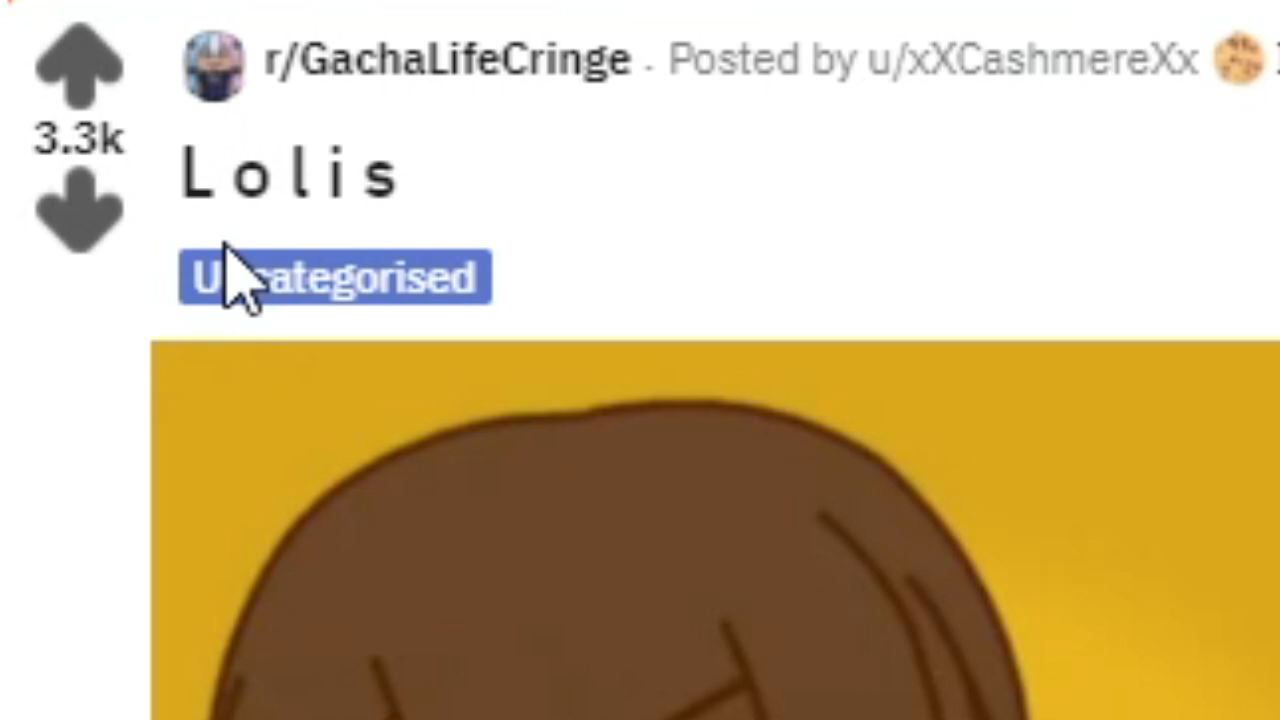 r/GachaLifeCringe · Posted by u/xXCashmereXx
3.3k
L o l i s
Uncategorised